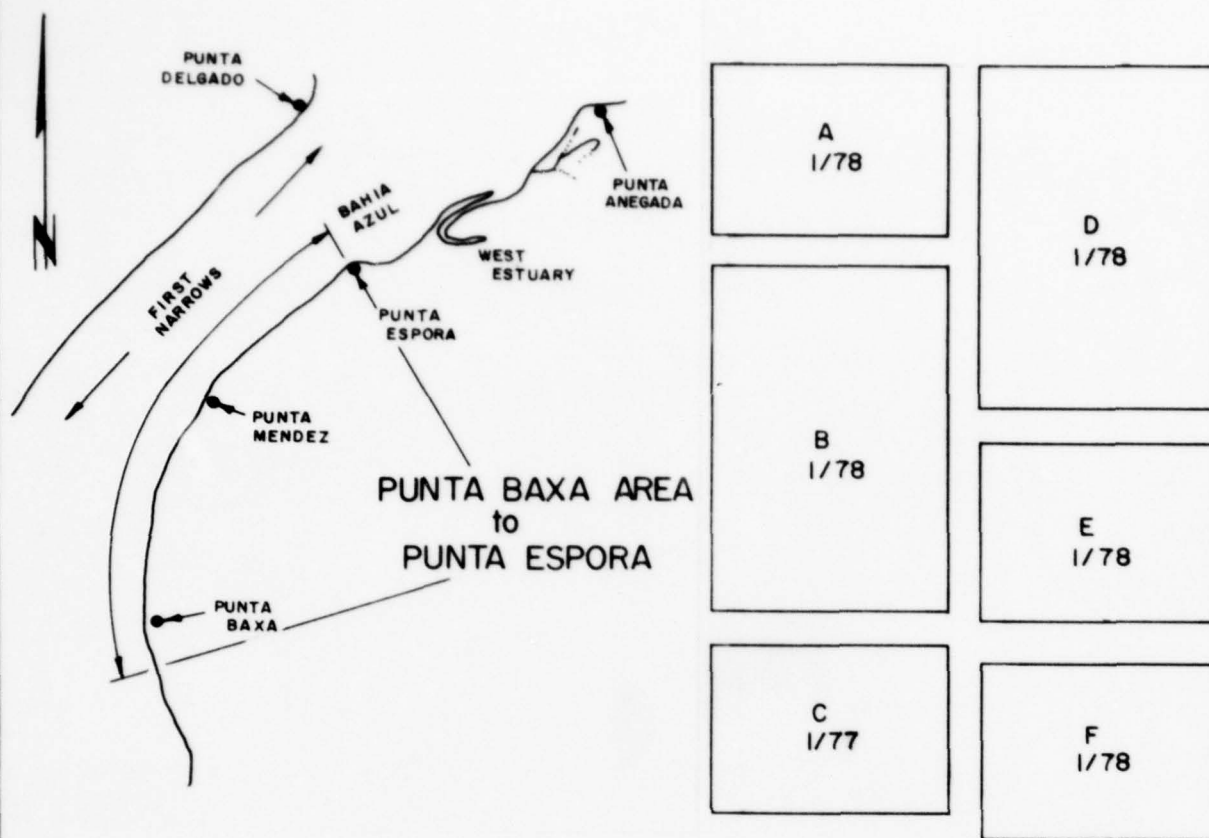 PUNTA
DELGADO
PUNTA
ANEGADA
BAHIA
AZUL
WEST
ESTUARY
FIRST
NARROWS
PUNTA
ESPORA
PUNTA
MENDEZ
PUNTA BAXA AREA
to
PUNTA ESPORA
PUNTA
BAXA
A
1/78
B
1/78
C
1/77
D
1/78
E
1/78
F
1/78